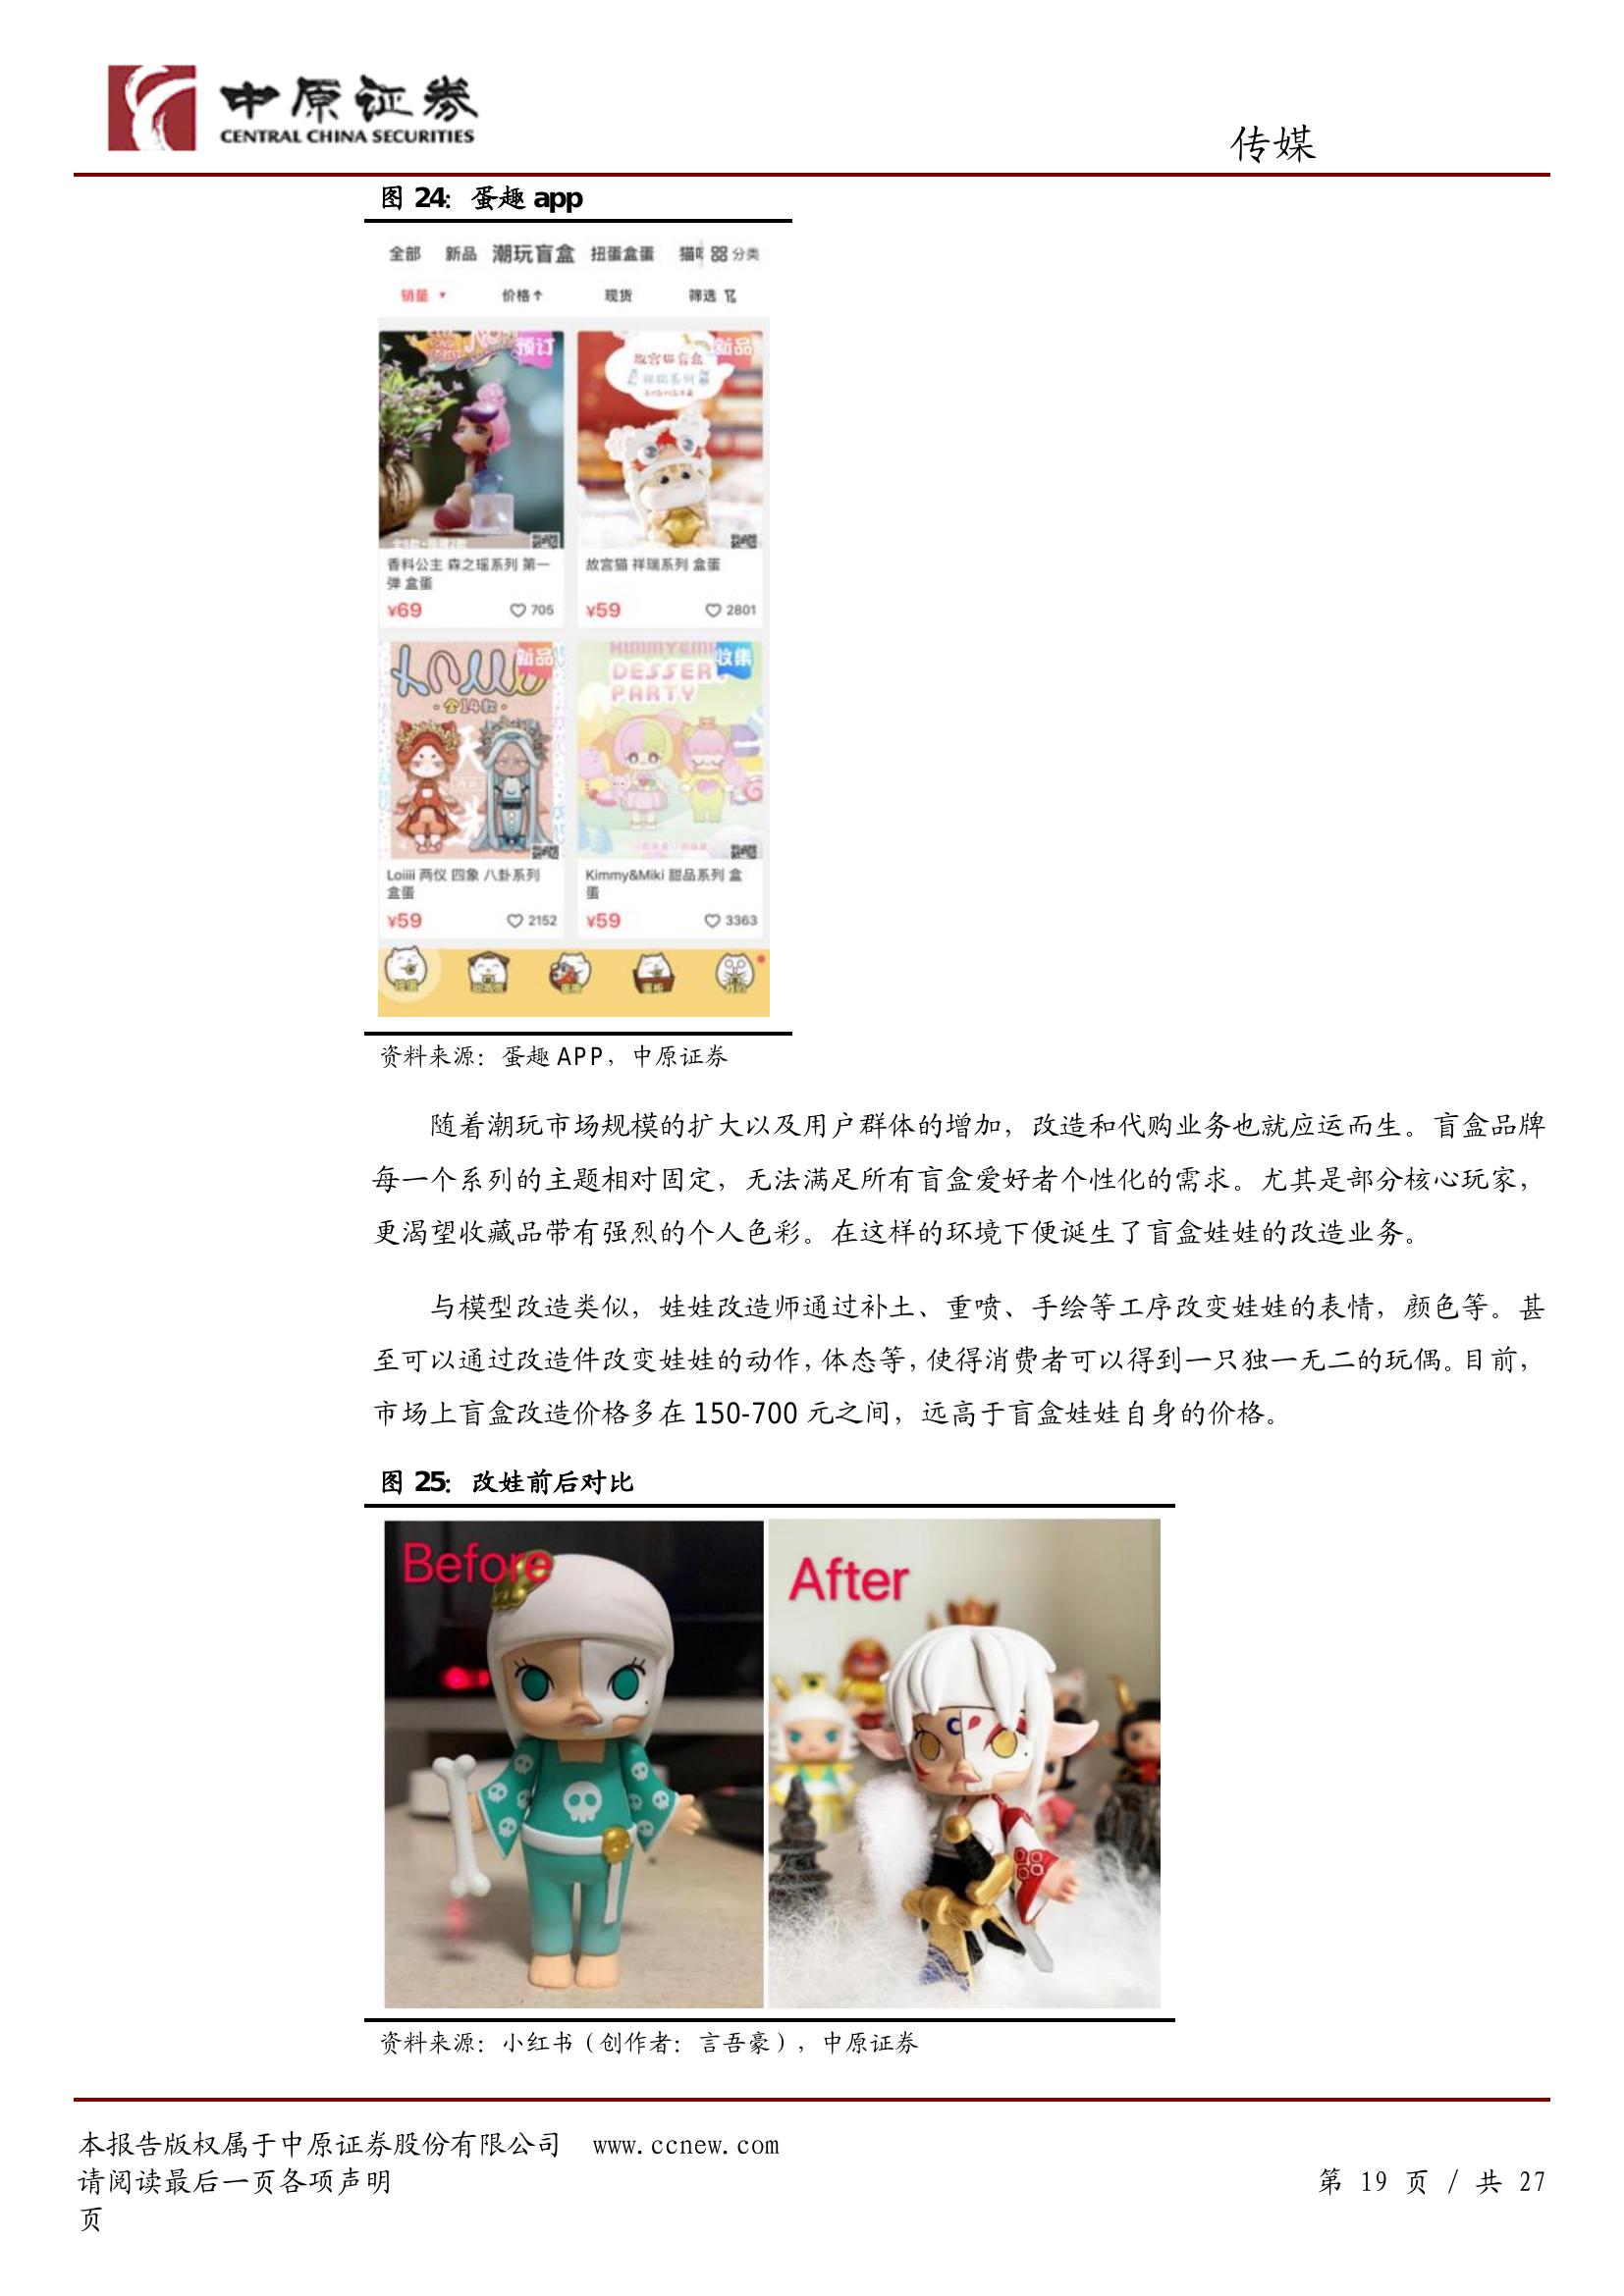 中原证券
CENTRAL CHINA SECURITIES
传媒
图 24：蛋趣 app
全部 新品 潮玩盲盒 扭蛋盒蛋 分类
销量 价格↑ 现货 筛选
预订
新品
故宫猫盲盒
香料公主 森之瑶系列 第一
弹 盒蛋
¥69 705
故宫猫 祥瑞系列 盒蛋
¥59 2801
新品
全14款
收集
KIMMY&MI
DESSER
PARTY
Loiiii 两仪 四象 八卦系列
盒蛋
¥59 2152
Kimmy&Miki 甜品系列 盒
蛋
¥59 3363
资料来源：蛋趣 APP，中原证券
随着潮玩市场规模的扩大以及用户群体的增加，改造和代购业务也就应运而生。盲盒品牌
每一个系列的主题相对固定，无法满足所有盲盒爱好者个性化的需求。尤其是部分核心玩家，
更渴望收藏品带有强烈的个人色彩。在这样的环境下便诞生了盲盒娃娃的改造业务。
与模型改造类似，娃娃改造师通过补土、重喷、手绘等工序改变娃娃的表情，颜色等。甚
至可以通过改造件改变娃娃的动作，体态等，使得消费者可以得到一只独一无二的玩偶。目前，
市场上盲盒改造价格多在 150-700 元之间，远高于盲盒娃娃自身的价格。
图 25：改娃前后对比
Before
After
资料来源：小红书（创作者：言吾豪），中原证券
本报告版权属于中原证券股份有限公司 www.ccnew.com
请阅读最后一页各项声明 第 19 页 / 共 27
页